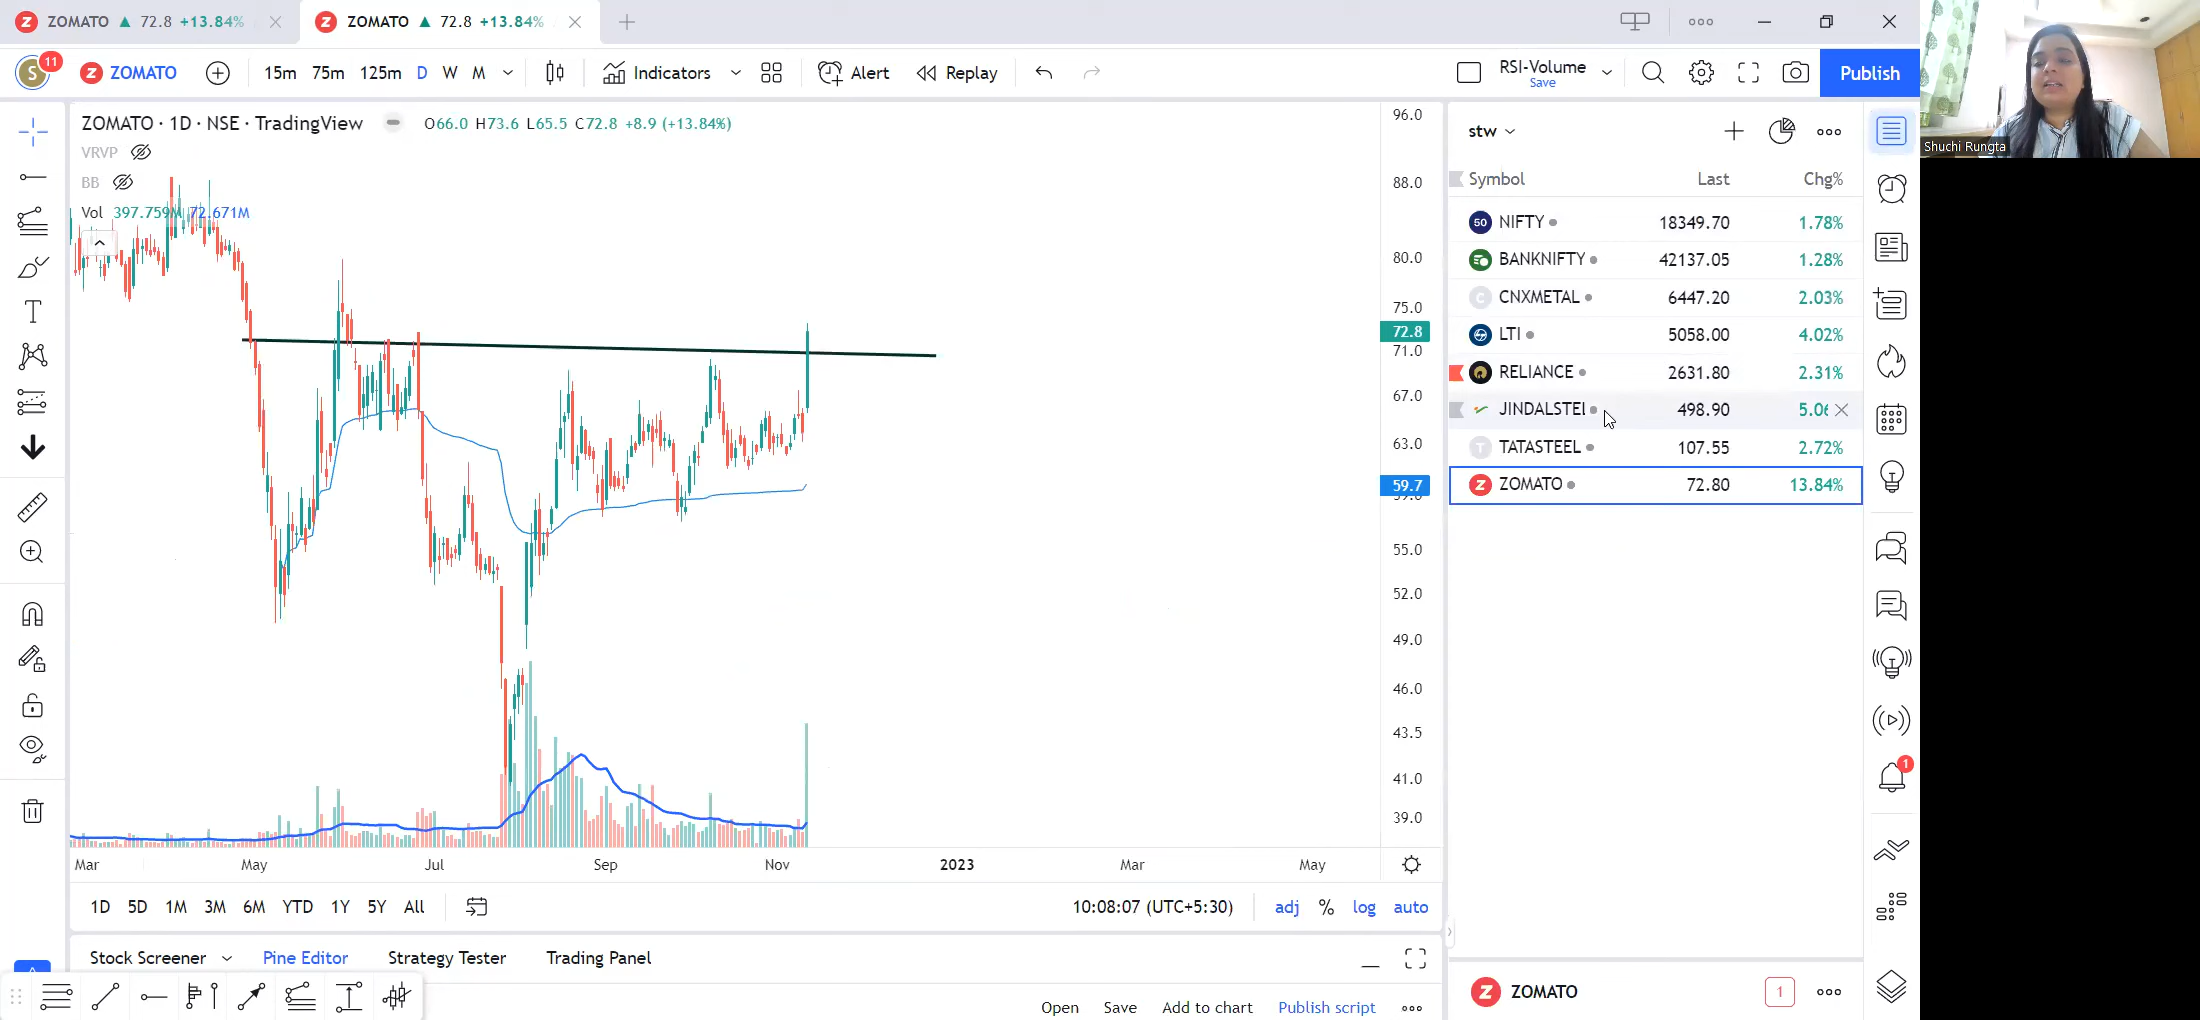 ZOMATO ▲ 72.8 +13.84%
ZOMATO ▲ 72.8 +13.84%
S 11 ZOMATO 15m 75m 125m D W M Indicators Alert Replay RSI-Volume Save Publish
ZOMATO · 1D · NSE · TradingView O66.0 H73.6 L65.5 C72.8 +8.9 (+13.84%)
VRVP
BB
Vol 397.759M 72.671M
96.0
88.0
80.0
75.0
72.8
71.0
67.0
63.0
59.7
55.0
52.0
49.0
46.0
43.5
41.0
39.0
Mar May Jul Sep Nov 2023 Mar May
1D 5D 1M 3M 6M YTD 1Y 5Y All 10:08:07 (UTC+5:30) adj % log auto
Stock Screener Pine Editor Strategy Tester Trading Panel
Open Save Add to chart Publish script
stw
Symbol Last Chg%
50 NIFTY 18349.70 1.78%
BANKNIFTY 42137.05 1.28%
C CNXMETAL 6447.20 2.03%
LTI 5058.00 4.02%
RELIANCE 2631.80 2.31%
JINDALSTEL 498.90 5.06
T TATASTEEL 107.55 2.72%
ZOMATO 72.80 13.84%
1
ZOMATO 1
Shuchi Rungta